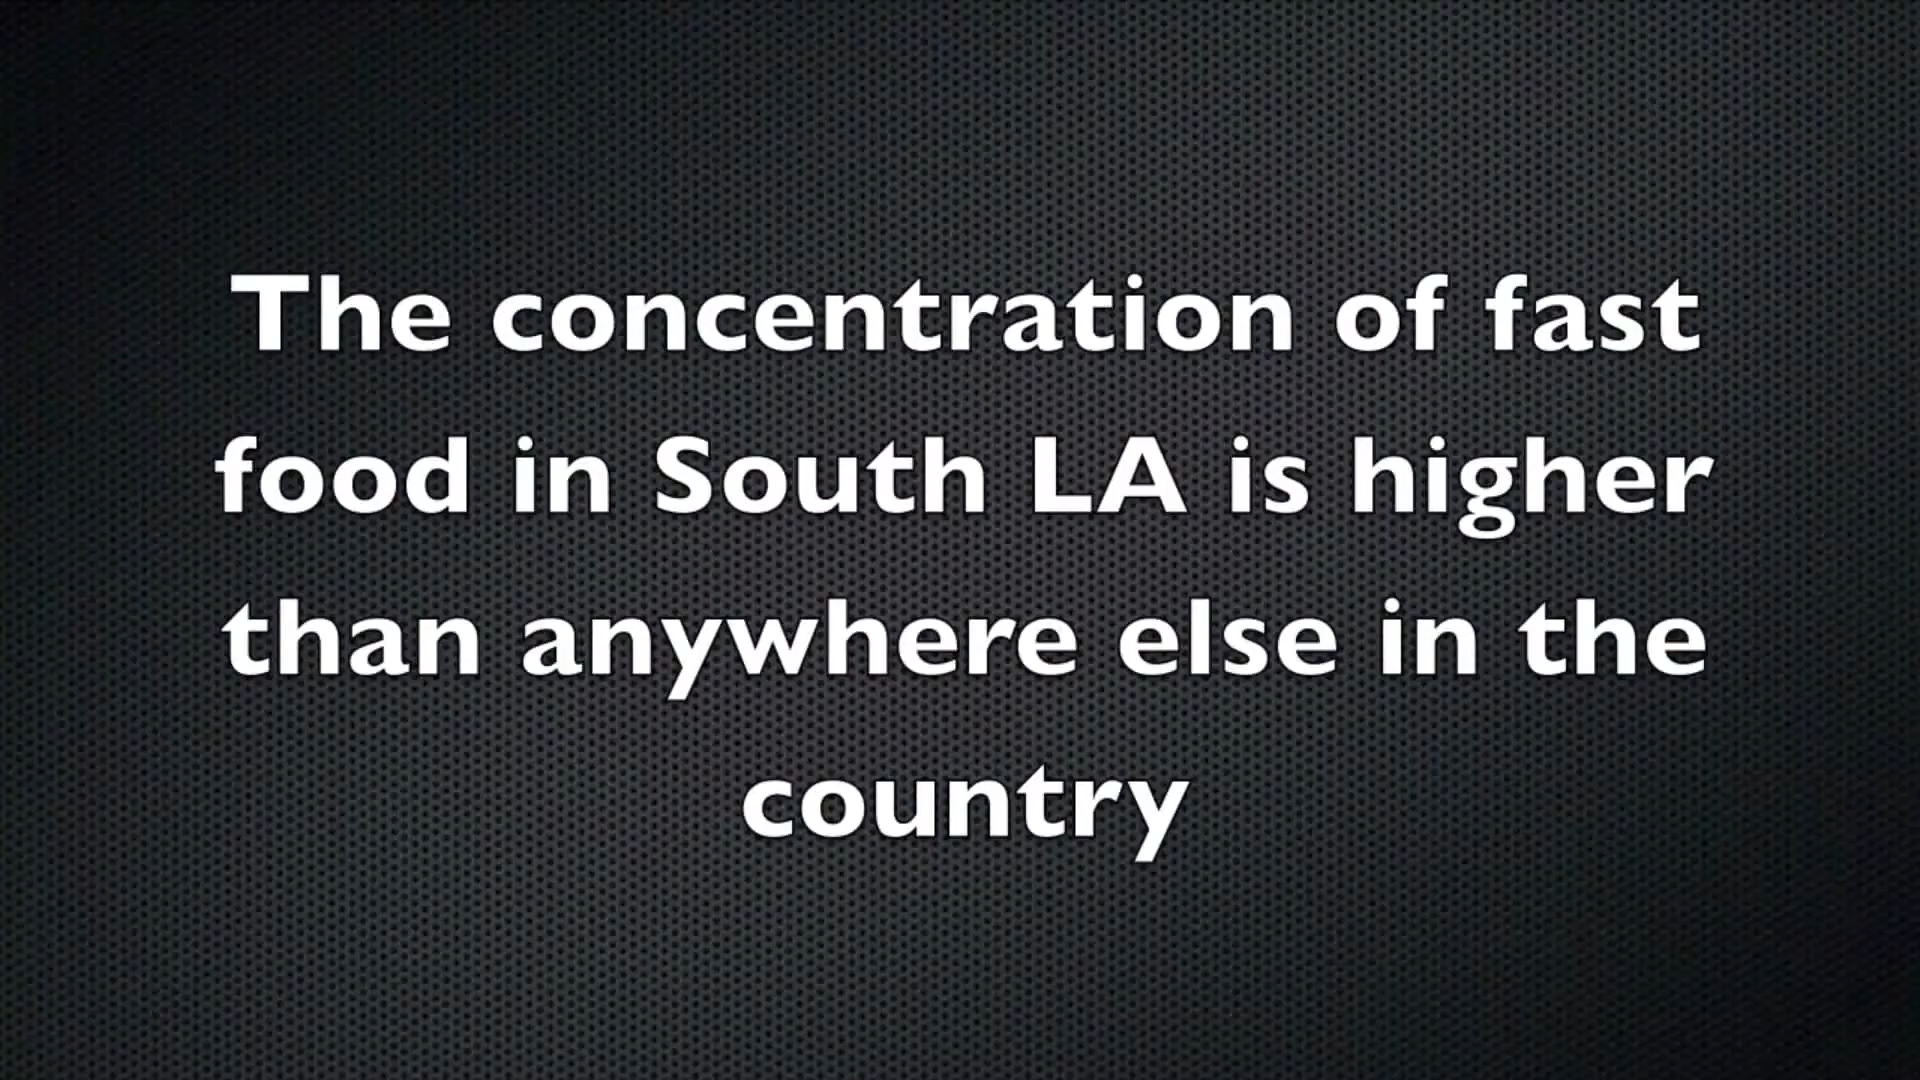 The concentration of fast
food in South LA is higher
than anywhere else in the
country